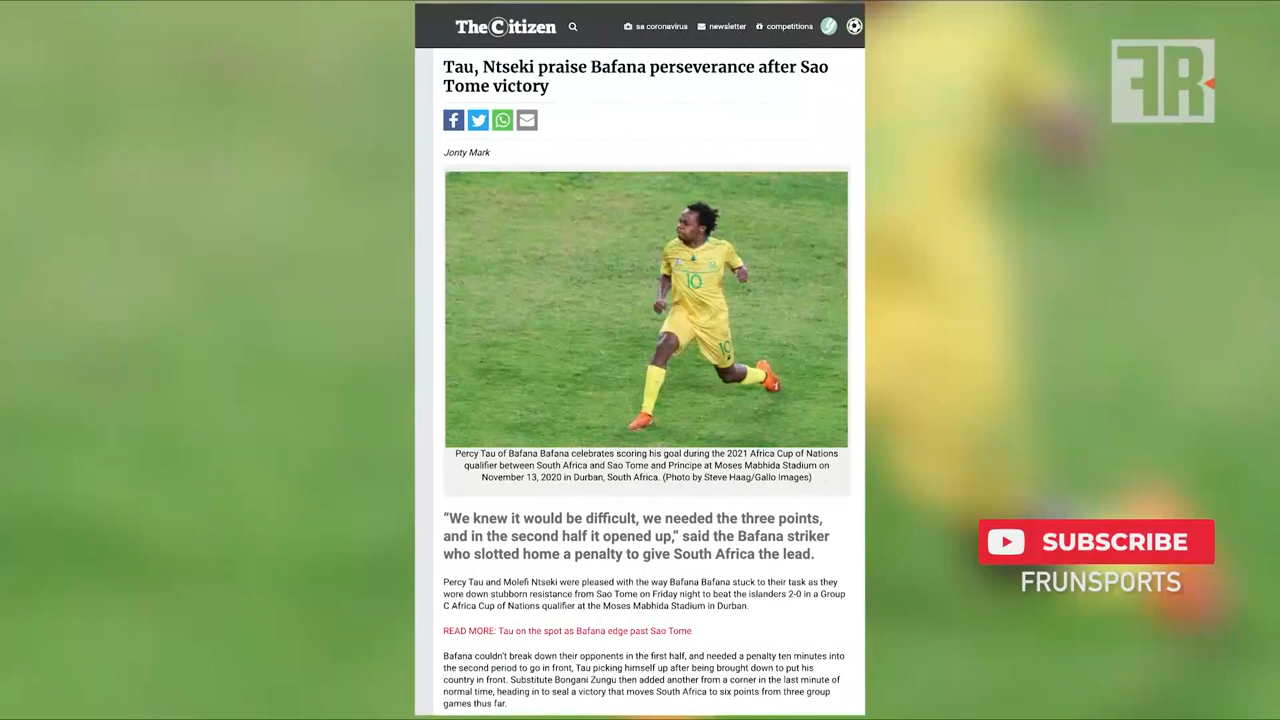 The Citizen
sa coronavirus
newsletter
competitions
FR
Tau, Ntseki praise Bafana perseverance after Sao
Tome victory
Jonty Mark
10
10
Percy Tau of Bafana Bafana celebrates scoring his goal during the 2021 Africa Cup of Nations
qualifier between South Africa and Sao Tome and Principe at Moses Mabhida Stadium on
November 13, 2020 in Durban, South Africa. (Photo by Steve Haag/Gallo Images)
“We knew it would be difficult, we needed the three points,
and in the second half it opened up,” said the Bafana striker
who slotted home a penalty to give South Africa the lead.
SUBSCRIBE
FRUNSPORTS
Percy Tau and Molefi Ntseki were pleased with the way Bafana Bafana stuck to their task as they
wore down stubborn resistance from Sao Tome on Friday night to beat the islanders 2-0 in a Group
C Africa Cup of Nations qualifier at the Moses Mabhida Stadium in Durban.
READ MORE: Tau on the spot as Bafana edge past Sao Tome
Bafana couldn’t break down their opponents in the first half, and needed a penalty ten minutes into
the second period to go in front, Tau picking himself up after being brought down to put his
country in front. Substitute Bongani Zungu then added another from a corner in the last minute of
normal time, heading in to seal a victory that moves South Africa to six points from three group
games thus far.